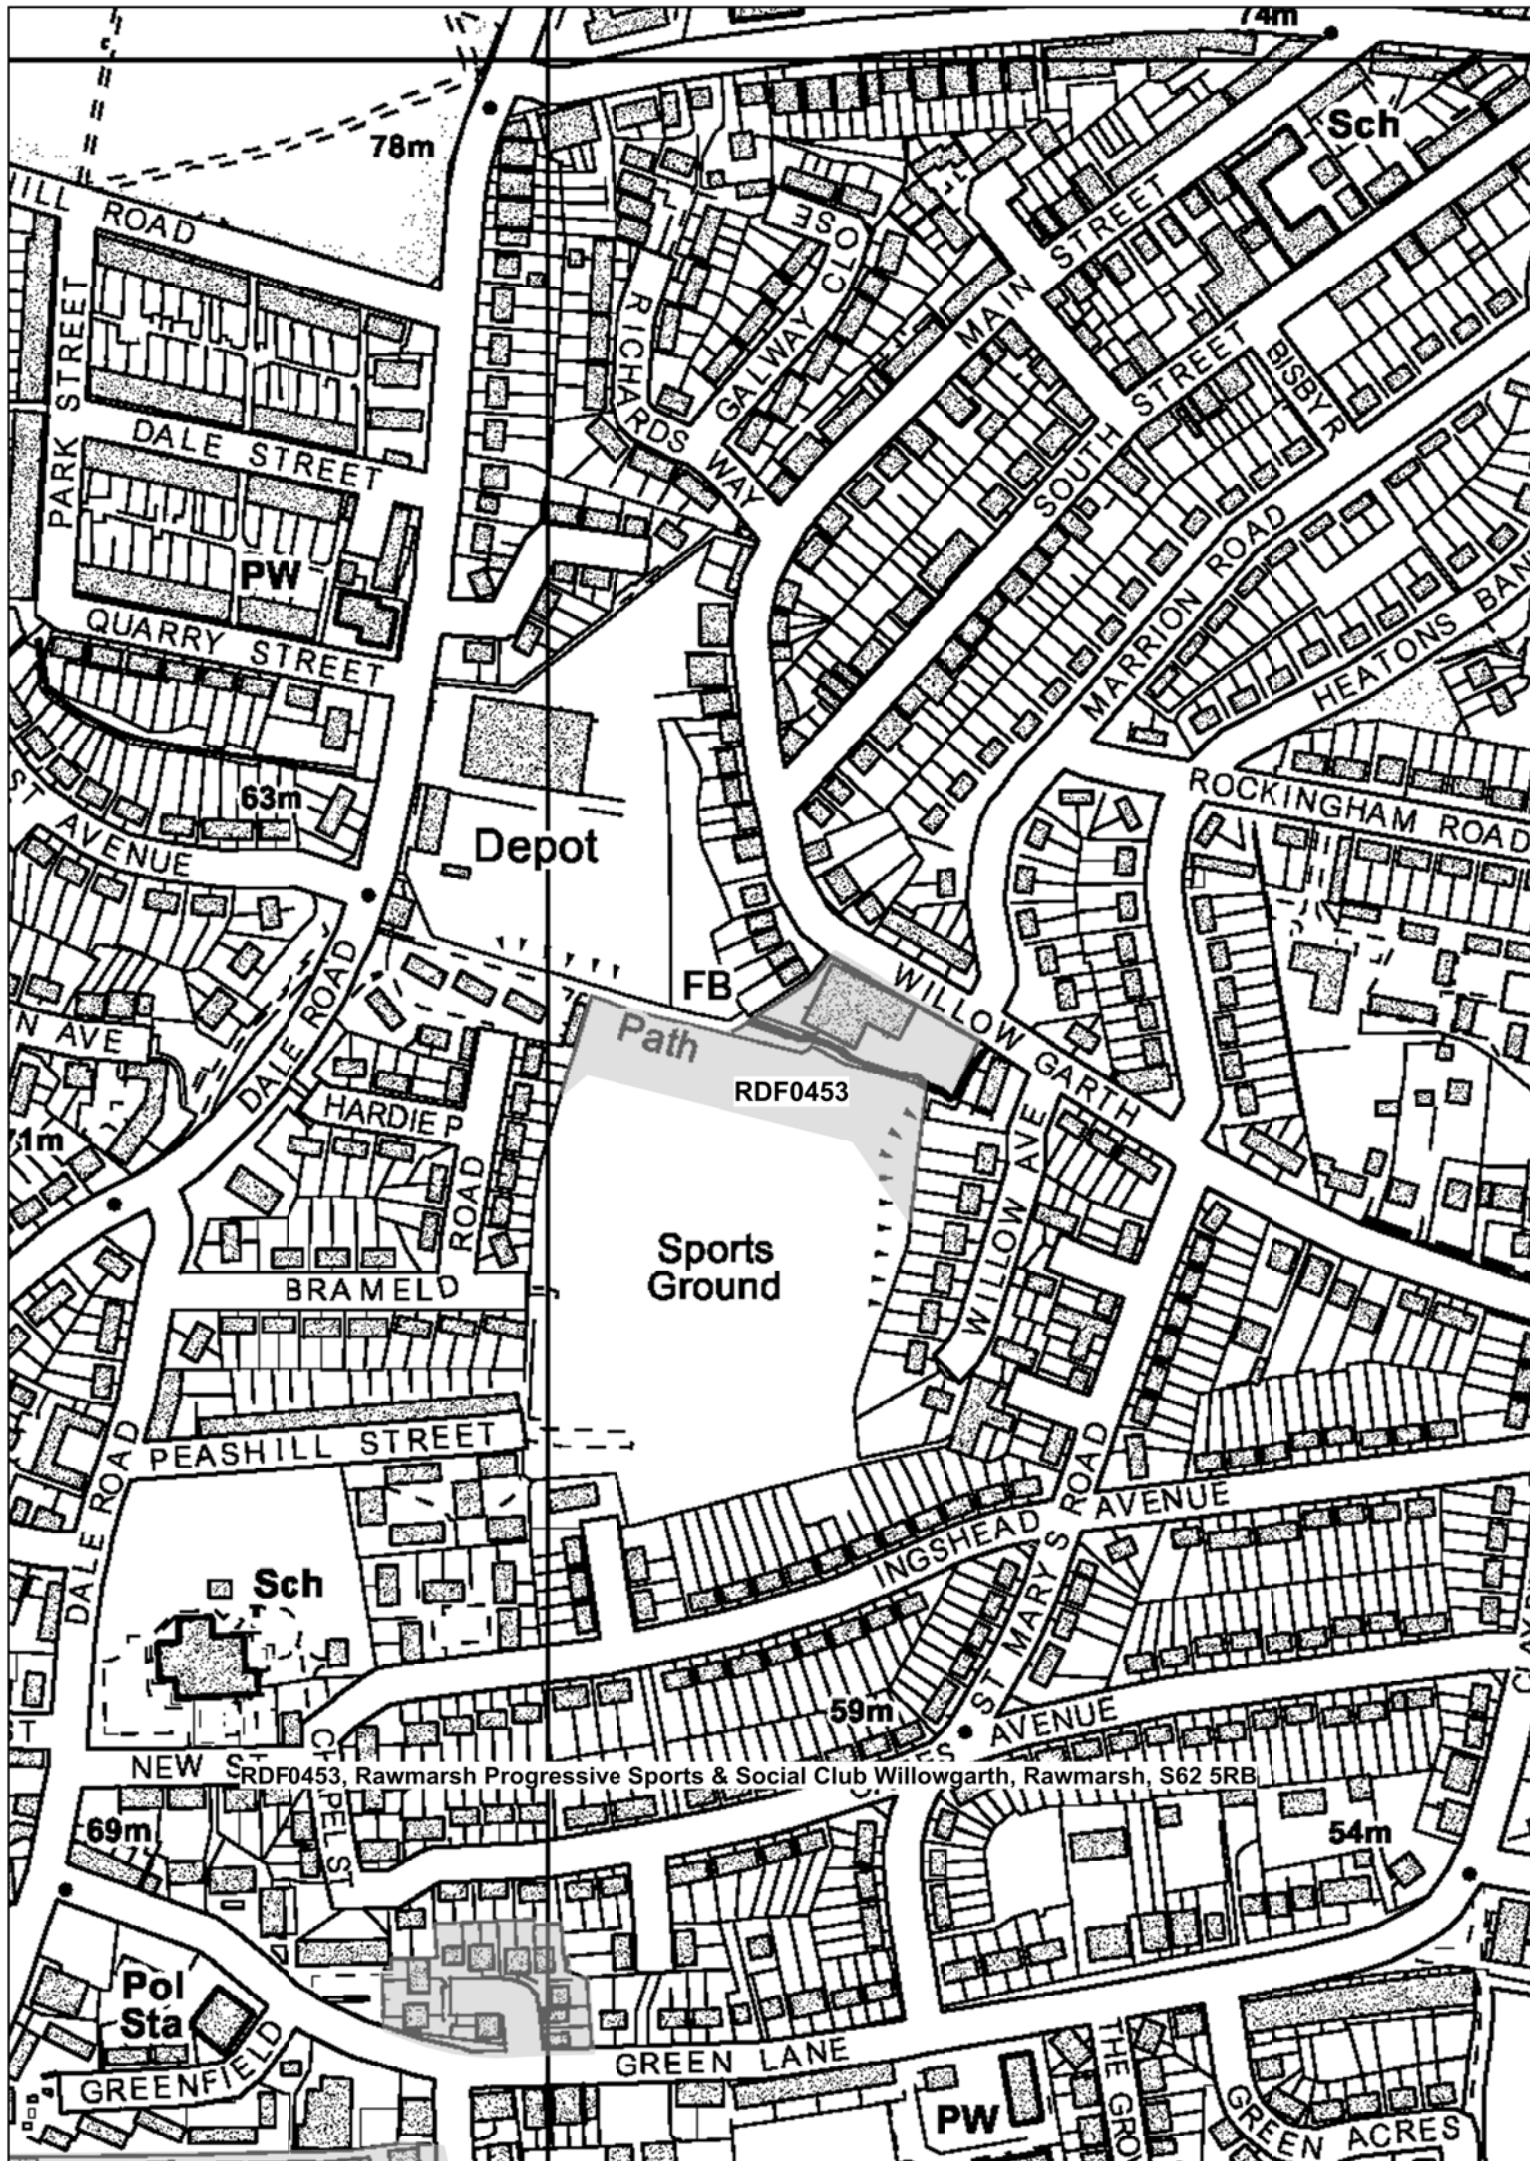 74m
78m
Sch
HILL ROAD
CLOSE
MAIN STREET
RICHARDS WAY
GALWAY
PARK STREET
DALE STREET
SOUTH STREET
BISBY R
PW
QUARRY STREET
MARRION ROAD
HEATONS BAN
63m
ST AVENUE
Depot
ROCKINGHAM ROAD
FB
WILLOW GARTH
Path
N AVE
DALE ROAD
RDF0453
HARDIE P
71m
WILLOW AVE
ROAD
Sports
Ground
BRAMELD
PEASHILL STREET
DALE ROAD
INGSHEAD AVENUE
ST MARY S ROAD
Sch
59m
AVENUE
ST
NEW ST
RDF0453, Rawmarsh Progressive Sports & Social Club Willowgarth, Rawmarsh, S62 5RB
CHAPEL ST
69m
54m
Pol
Sta
GREENFIELD
GREEN LANE
PW
THE GRO
GREEN ACRES